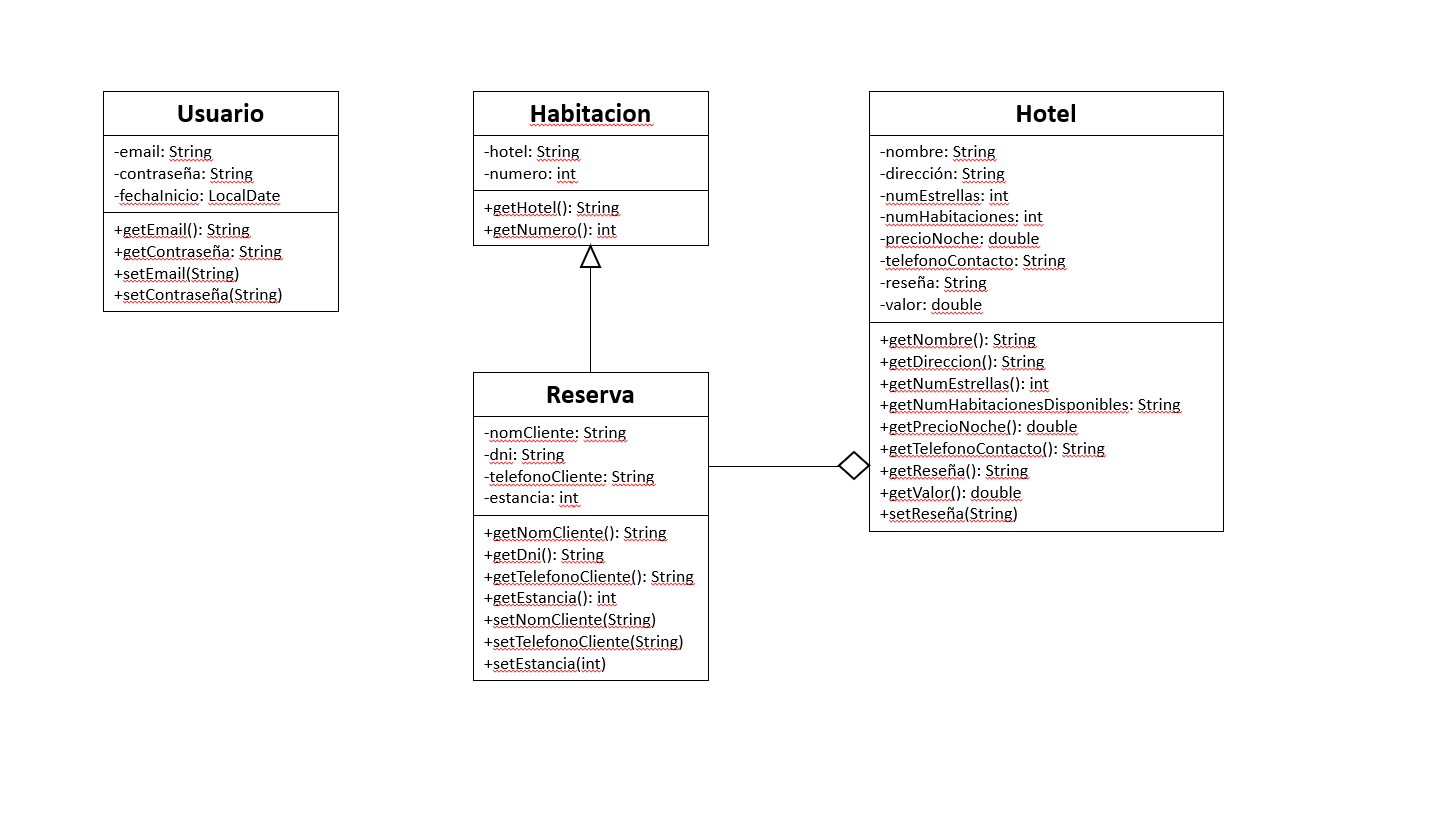 Usuario
-email: String
-contraseña: String
-fechaInicio: LocalDate
+getEmail(): String
+getContraseña: String
+setEmail(String)
+setContraseña(String)
Habitacion
-hotel: String
-numero: int
+getHotel(): String
+getNumero(): int
Reserva
-nomCliente: String
-dni: String
-telefonoCliente: String
-estancia: int
+getNomCliente(): String
+getDni(): String
+getTelefonoCliente(): String
+getEstancia(): int
+setNomCliente(String)
+setTelefonoCliente(String)
+setEstancia(int)
Hotel
-nombre: String
-dirección: String
-numEstrellas: int
-numHabitaciones: int
-precioNoche: double
-telefonoContacto: String
-reseña: String
-valor: double
+getNombre(): String
+getDireccion(): String
+getNumEstrellas(): int
+getNumHabitacionesDisponibles: String
+getPrecioNoche(): double
+getTelefonoContacto(): String
+getReseña(): String
+getValor(): double
+setReseña(String)